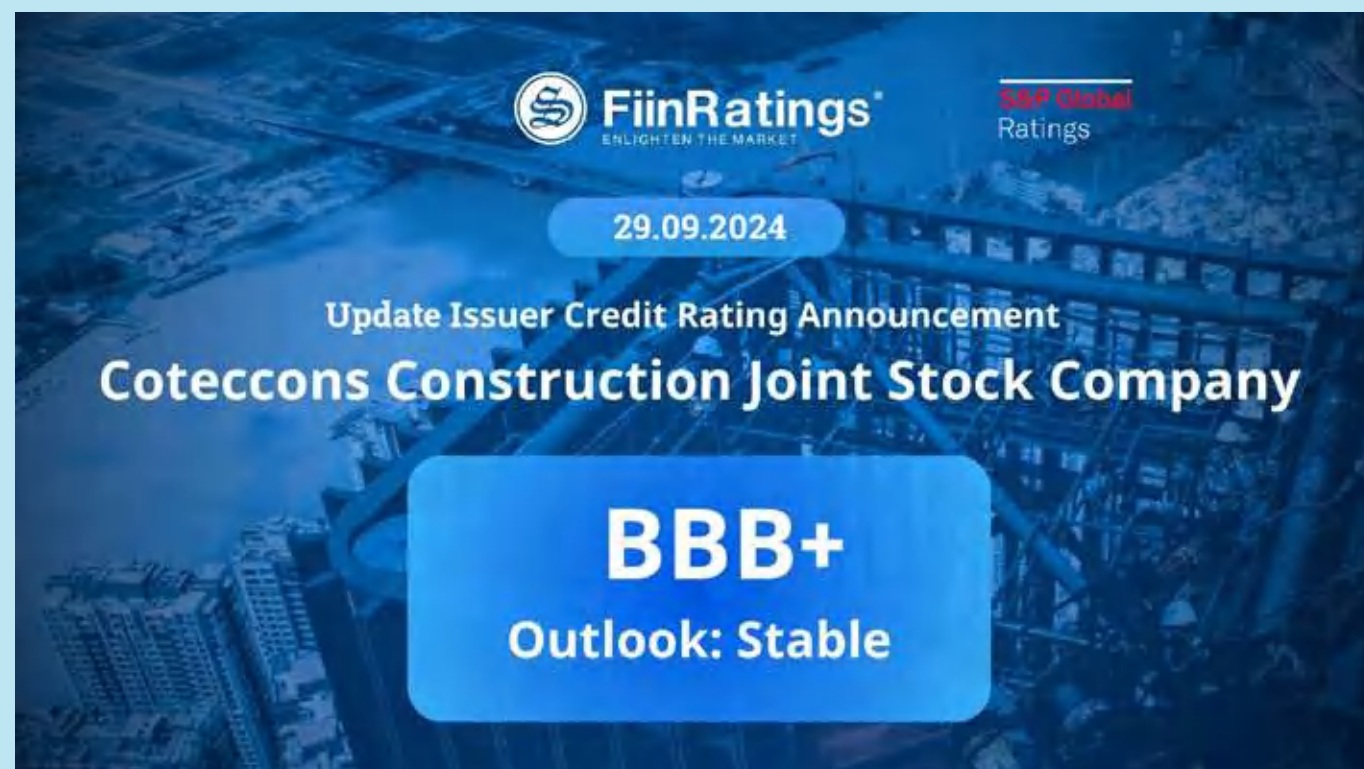 FiinRatings
ENLIGHTEN THE MARKET
S&P Global
Ratings
29.09.2024
Update Issuer Credit Rating Announcement
Coteccons Construction Joint Stock Company
BBB+
Outlook: Stable